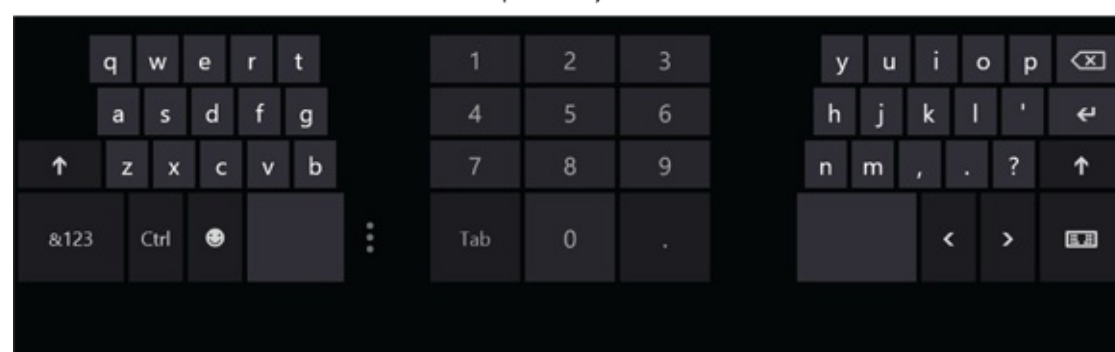 q w e r t 1 2 3 y u i o p
a s d f g 4 5 6 h j k l '
z x c v b 7 8 9 n m , . ?
&123 Ctrl Tab 0 . < >